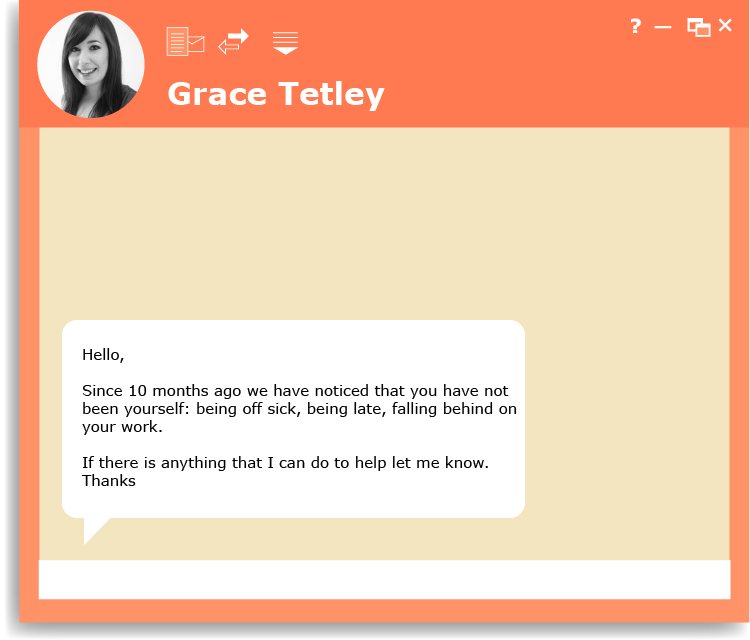 ?
Grace Tetley
Hello,
Since 10 months ago we have noticed that you have not
been yourself: being off sick, being late, falling behind on
your work.
If there is anything that I can do to help let me know.
Thanks